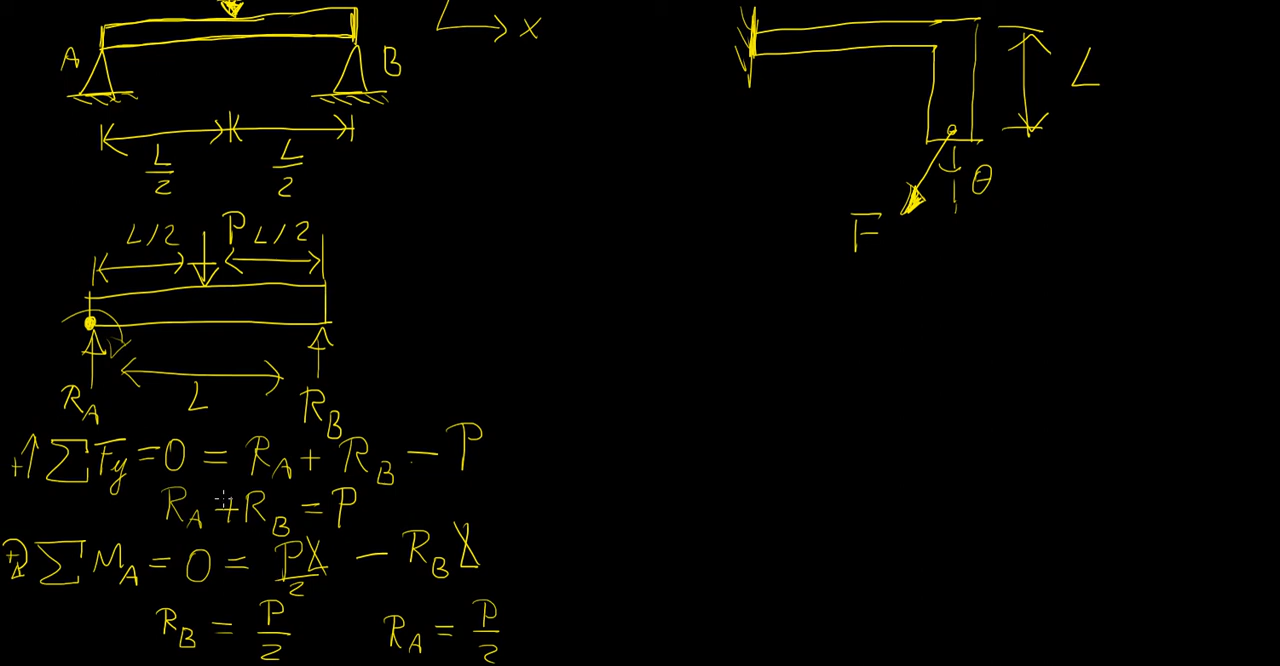 A B
x
L/2 L/2
L/2 P L/2
L
R_A R_B
+↑ ΣFy = 0 = R_A + R_B - P
R_A + R_B = P
+↻ ΣM_A = 0 = PL/2 - R_B L
R_B = P/2 R_A = P/2
L
θ
F